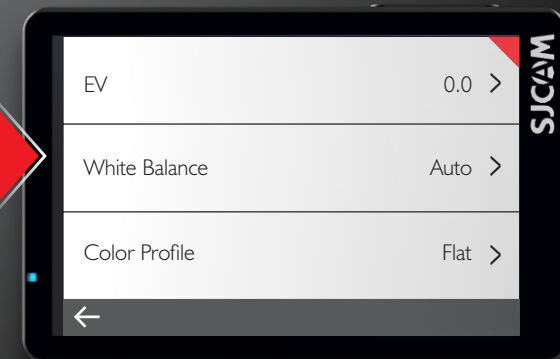 EV 0.0 >
White Balance Auto >
Color Profile Flat >
SJCAM